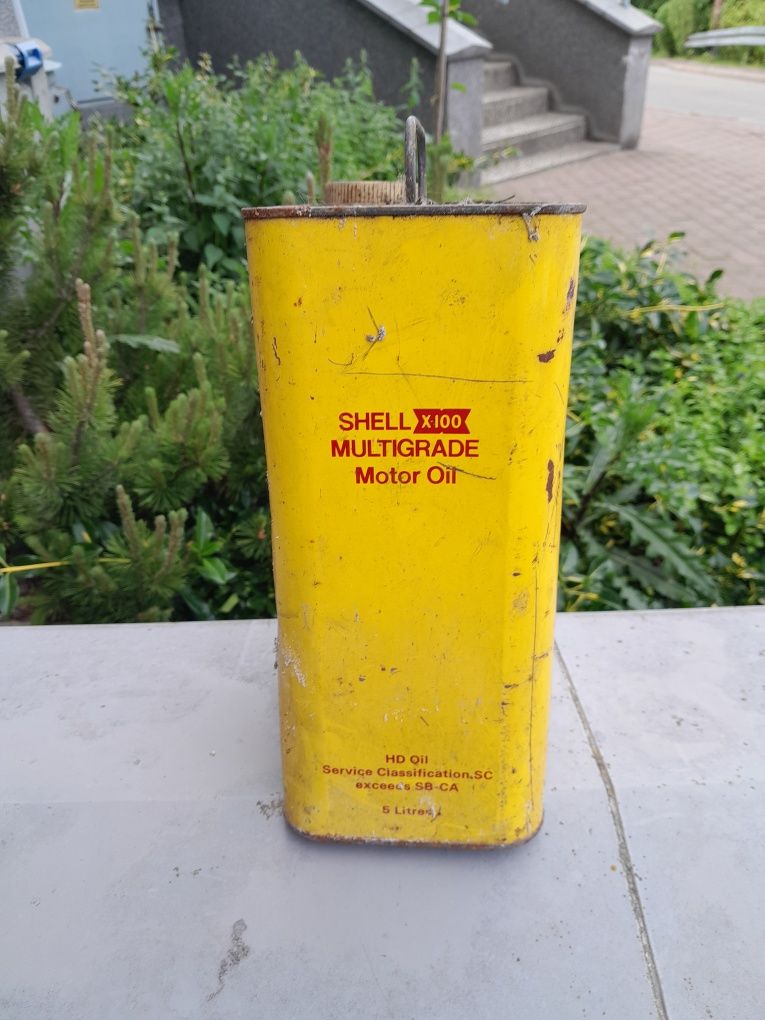 SHELL X-100
MULTIGRADE
Motor Oil
HD Oil
Service Classification SC
exceeds SB-CA
5 Litres